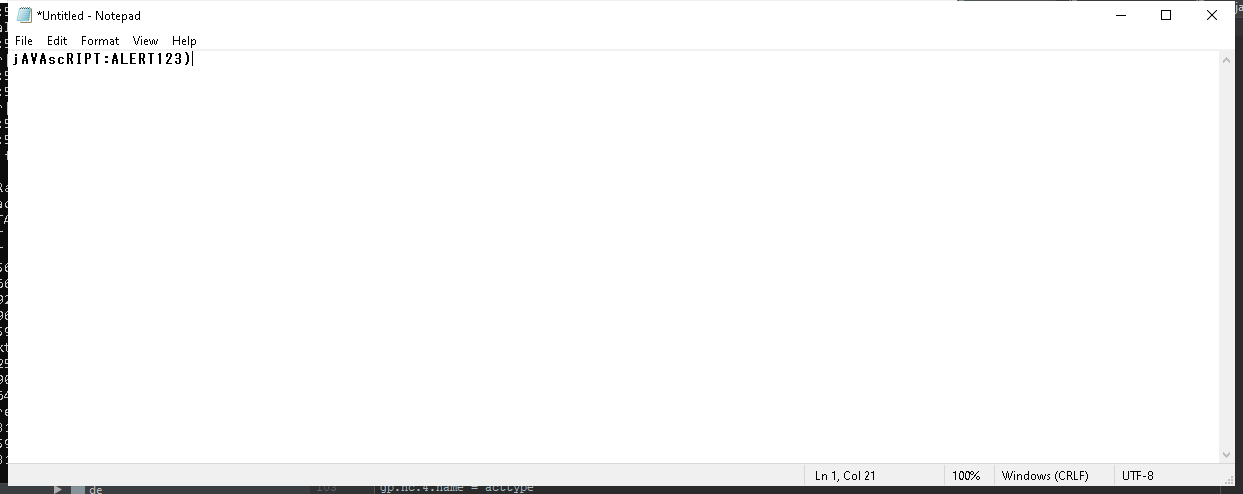 *Untitled - Notepad
File Edit Format View Help
jAVAscRIPT:ALERT123)
Ln 1, Col 21 100% Windows (CRLF) UTF-8
de
gp.nc.4.name = acctype